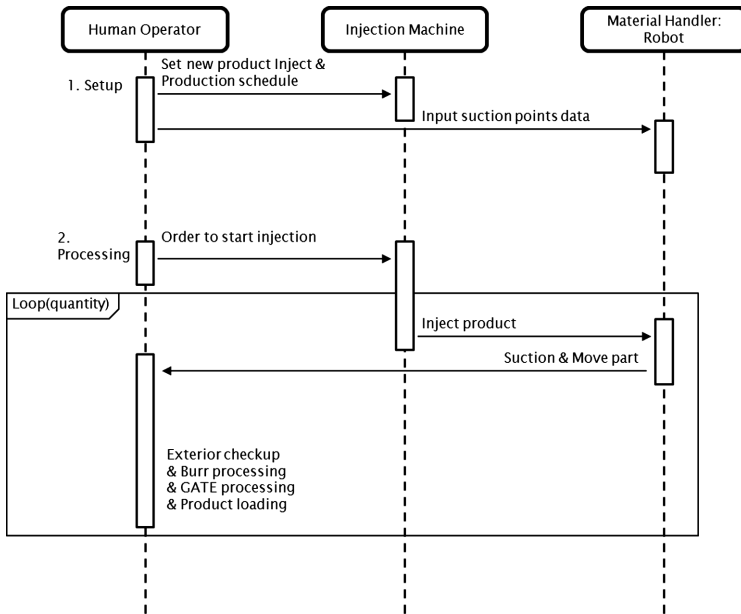 Human Operator
Injection Machine
Material Handler:
Robot
1. Setup
Set new product Inject &
Production schedule
Input suction points data
2.
Processing
Order to start injection
Loop(quantity)
Inject product
Suction & Move part
Exterior checkup
& Burr processing
& GATE processing
& Product loading